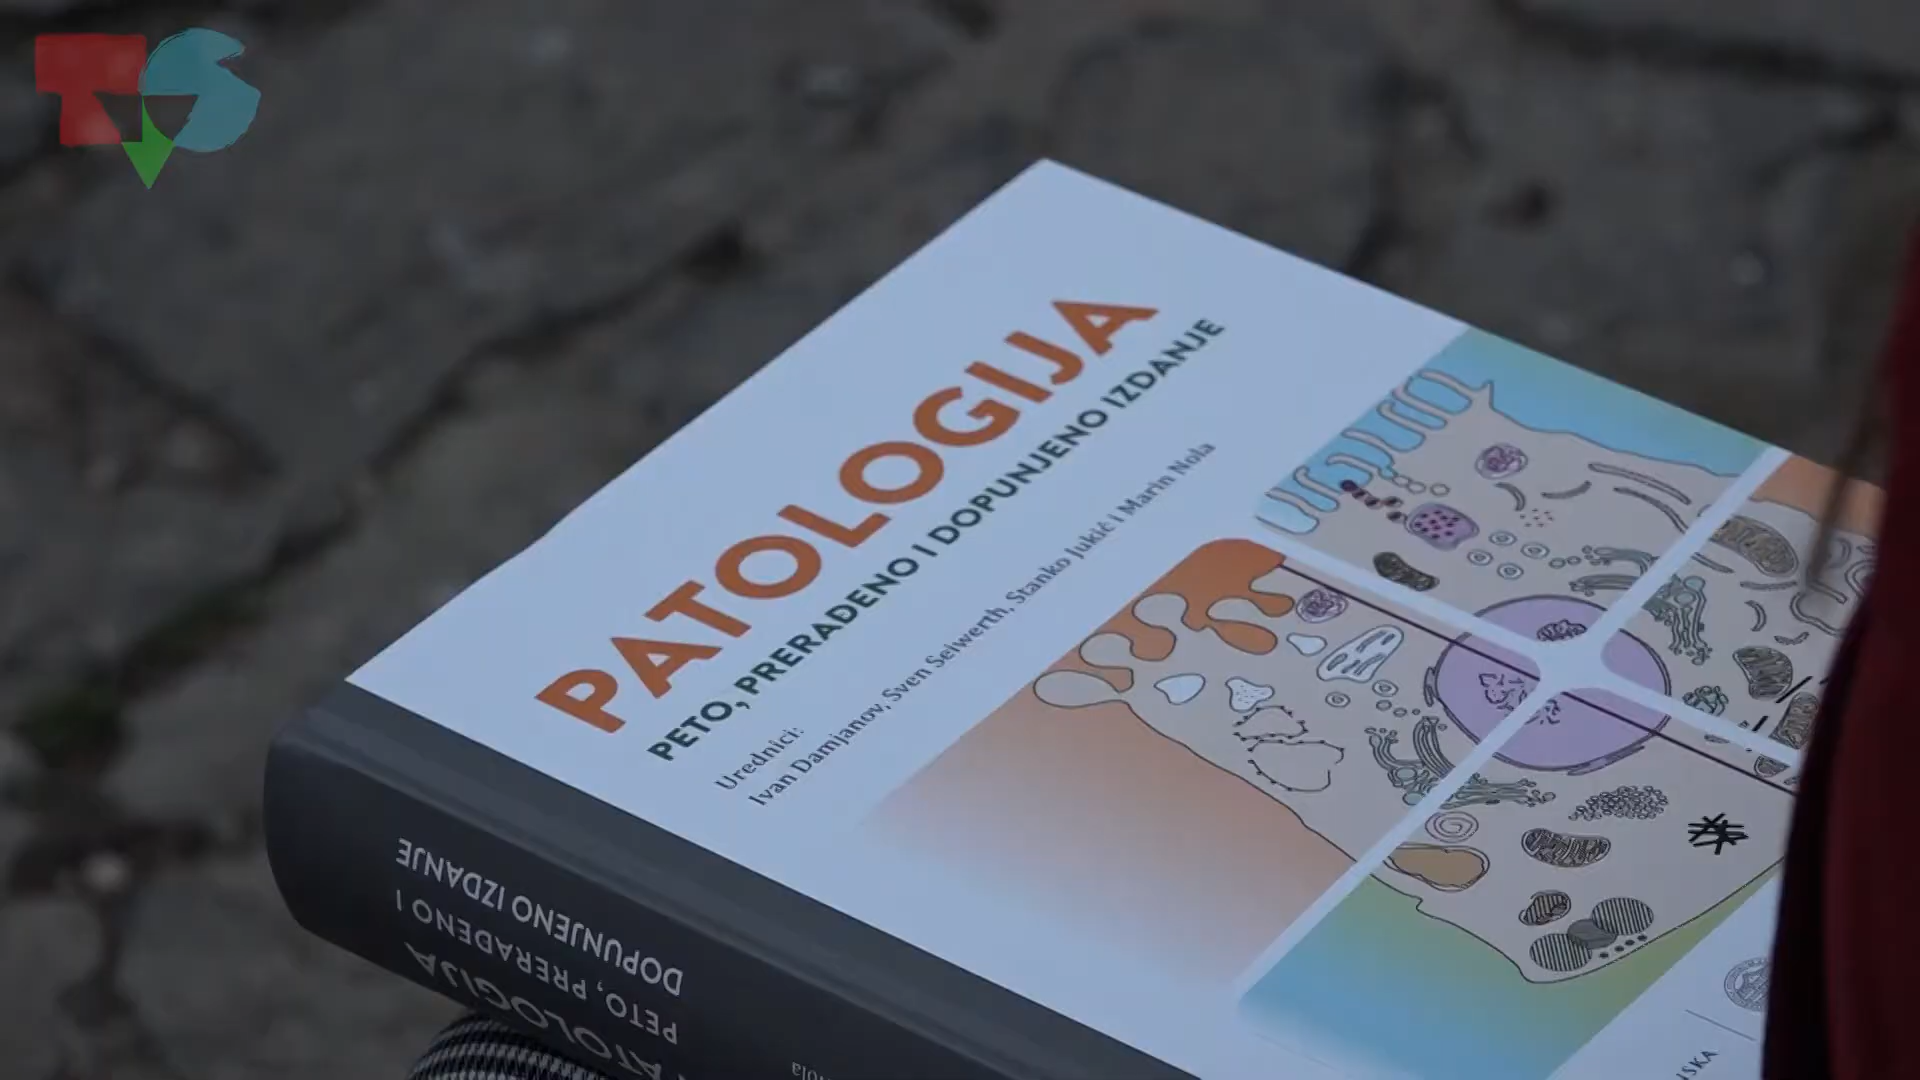 TVS
PATOLOGIJA
PETO, PRERAĐENO I DOPUNJENO IZDANJE
Urednici:
Ivan Damjanov, Sven Seiwerth, Stanko Jukić i Marin Nola
PATOLOGIJA
PETO, PRERAĐENO I
DOPUNJENO IZDANJE